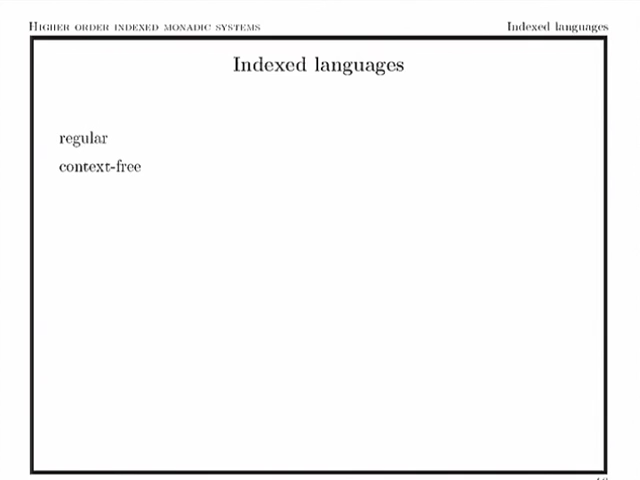 Higher order indexed monadic systems
Indexed languages
Indexed languages
regular
context-free